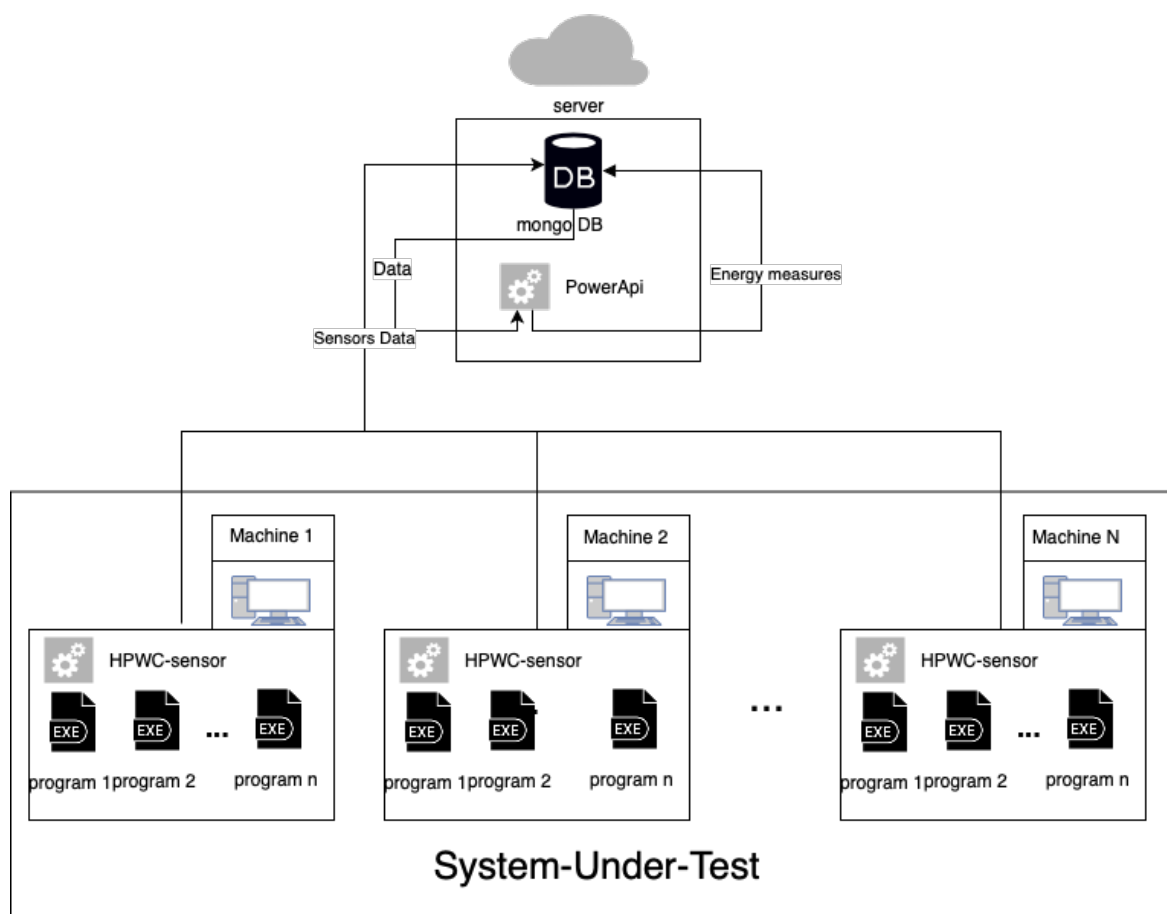 server
DB
mongo DB
Data
PowerApi
Energy measures
Sensors Data
Machine 1
Machine 2
Machine N
HPWC-sensor
HPWC-sensor
HPWC-sensor
EXE
EXE
...
EXE
EXE
EXE
EXE
...
EXE
EXE
...
EXE
program 1
program 2
program n
program 1
program 2
program n
program 1
program 2
program n
System-Under-Test